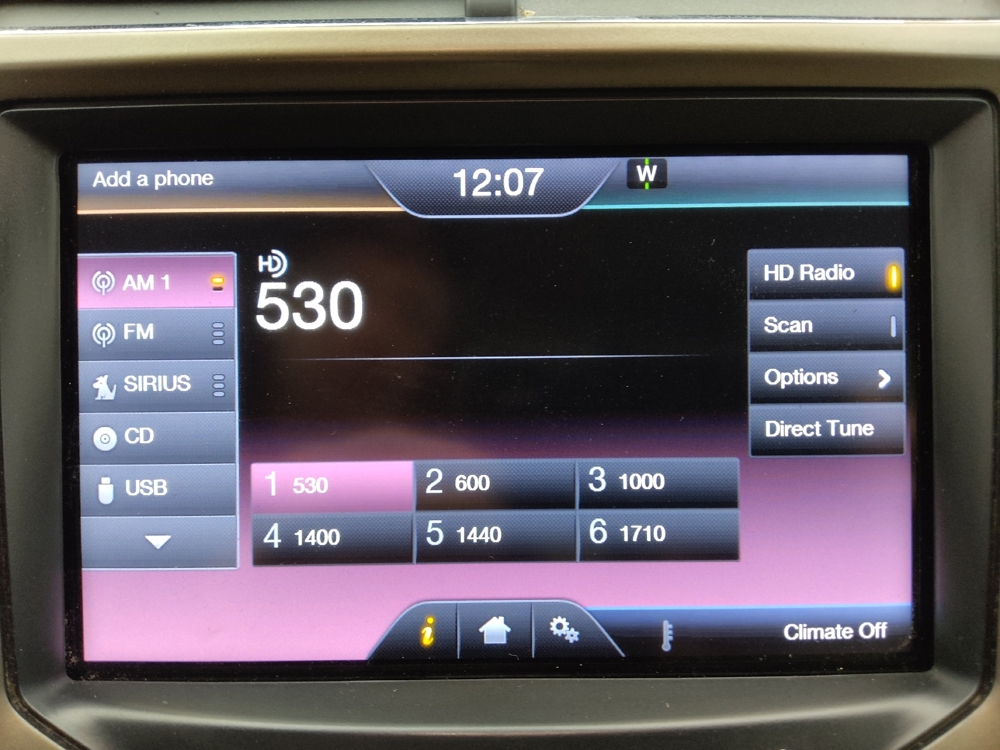 Add a phone
12:07
W
AM 1
FM
SIRIUS
CD
USB
HD
530
HD Radio
Scan
Options
Direct Tune
1 530
2 600
3 1000
4 1400
5 1440
6 1710
i
Climate Off